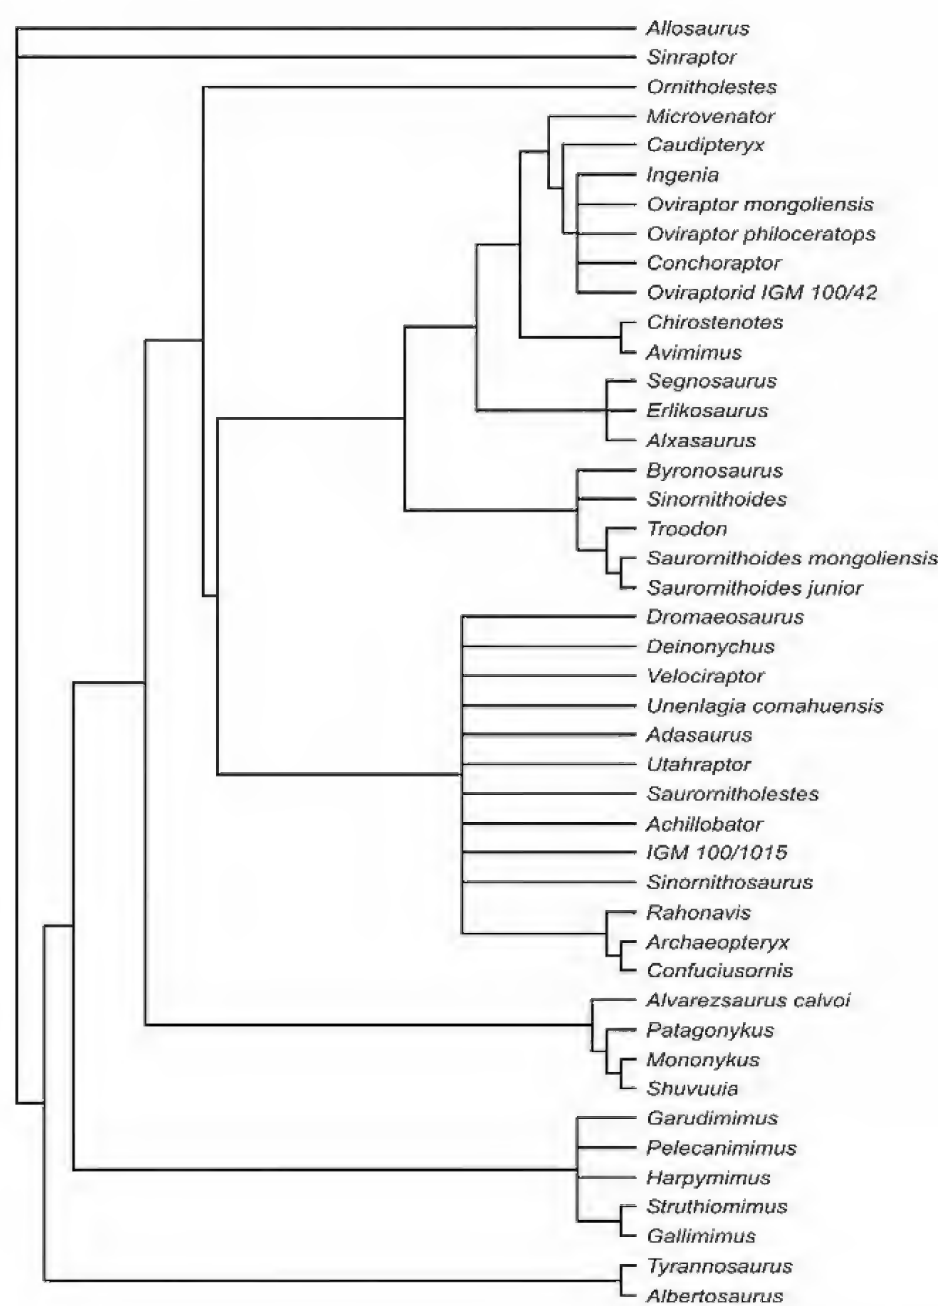 Allosaurus
Sinraptor
Ornitholestes
Microvenator
Caudipteryx
Ingenia
Oviraptor mongoliensis
Oviraptor philoceratops
Conchoraptor
Oviraptorid IGM 100/42
Chirostenotes
Avimimus
Segnosaurus
Erlikosaurus
Alxasaurus
Byronosaurus
Sinornithoides
Troodon
Saurornithoides mongoliensis
Saurornithoides junior
Dromaeosaurus
Deinonychus
Velociraptor
Unenlagia comahuensis
Adasaurus
Utahraptor
Saurornitholestes
Achillobator
IGM 100/1015
Sinornithosaurus
Rahonavis
Archaeopteryx
Confuciusornis
Alvarezsaurus calvoi
Patagonykus
Mononykus
Shuvuuia
Garudimimus
Pelecanimimus
Harpymimus
Struthiomimus
Gallimimus
Tyrannosaurus
Albertosaurus